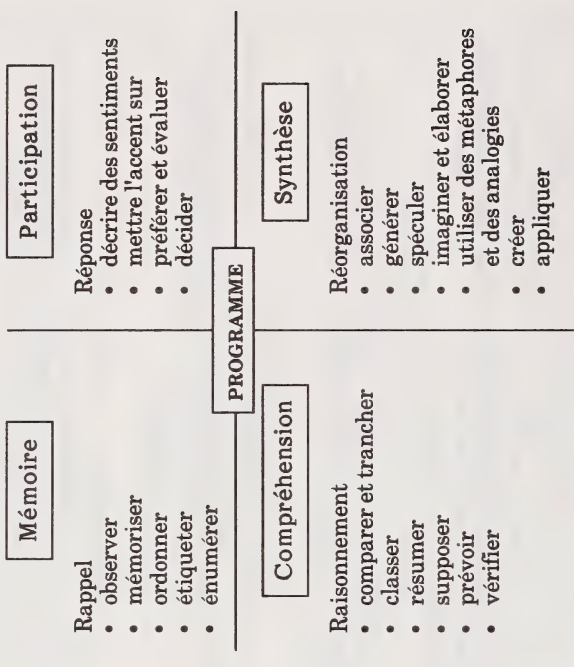 Mémoire
Rappel
• observer
• mémoriser
• ordonner
• étiqueter
• énumérer
Participation
Réponse
• décrire des sentiments
• mettre l'accent sur
• préférer et évaluer
• décider
PROGRAMME
Compréhension
Raisonnement
• comparer et trancher
• classer
• résumer
• supposer
• prévoir
• vérifier
Synthèse
Réorganisation
• associer
• générer
• spéculer
• imaginer et élaborer
• utiliser des métaphores
et des analogies
• créer
• appliquer